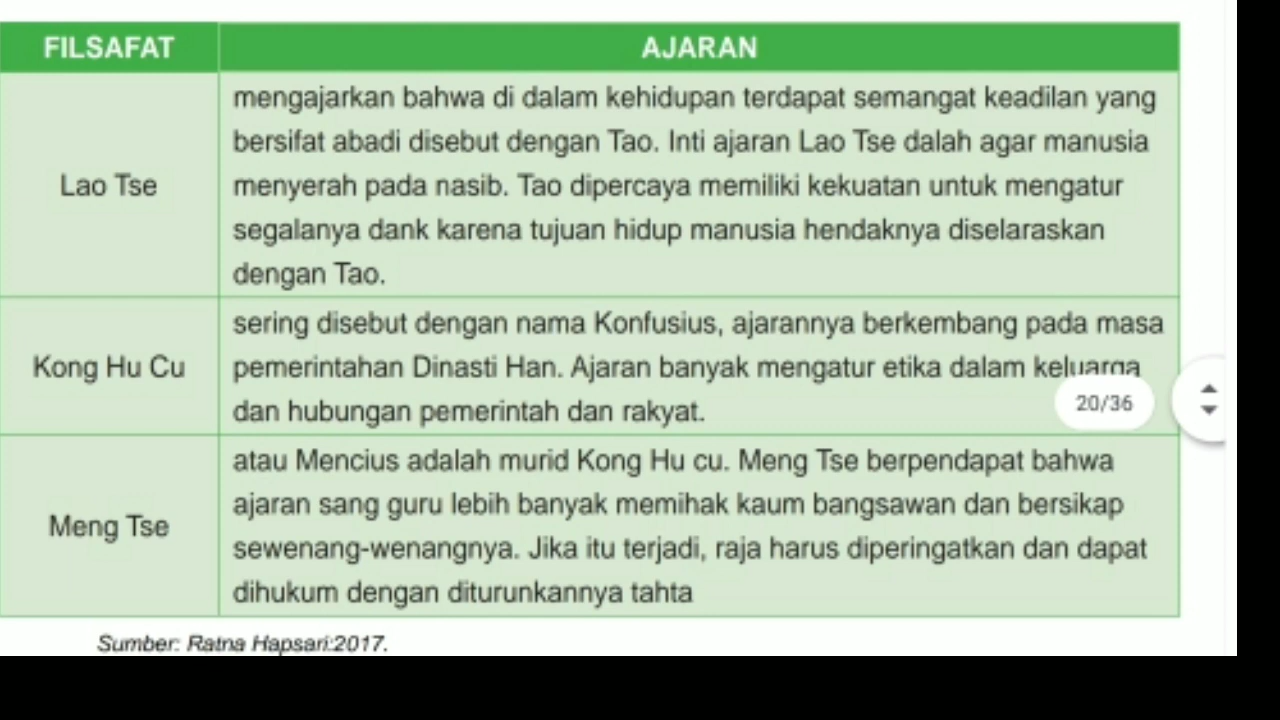 FILSAFAT AJARAN
Lao Tse
mengajarkan bahwa di dalam kehidupan terdapat semangat keadilan yang
bersifat abadi disebut dengan Tao. Inti ajaran Lao Tse dalah agar manusia
menyerah pada nasib. Tao dipercaya memiliki kekuatan untuk mengatur
segalanya dank karena tujuan hidup manusia hendaknya diselaraskan
dengan Tao.
Kong Hu Cu
sering disebut dengan nama Konfusius, ajarannya berkembang pada masa
pemerintahan Dinasti Han. Ajaran banyak mengatur etika dalam keluarga
dan hubungan pemerintah dan rakyat.
20/36
Meng Tse
atau Mencius adalah murid Kong Hu cu. Meng Tse berpendapat bahwa
ajaran sang guru lebih banyak memihak kaum bangsawan dan bersikap
sewenang-wenangnya. Jika itu terjadi, raja harus diperingatkan dan dapat
dihukum dengan diturunkannya tahta
Sumber: Ratna Hapsari:2017.